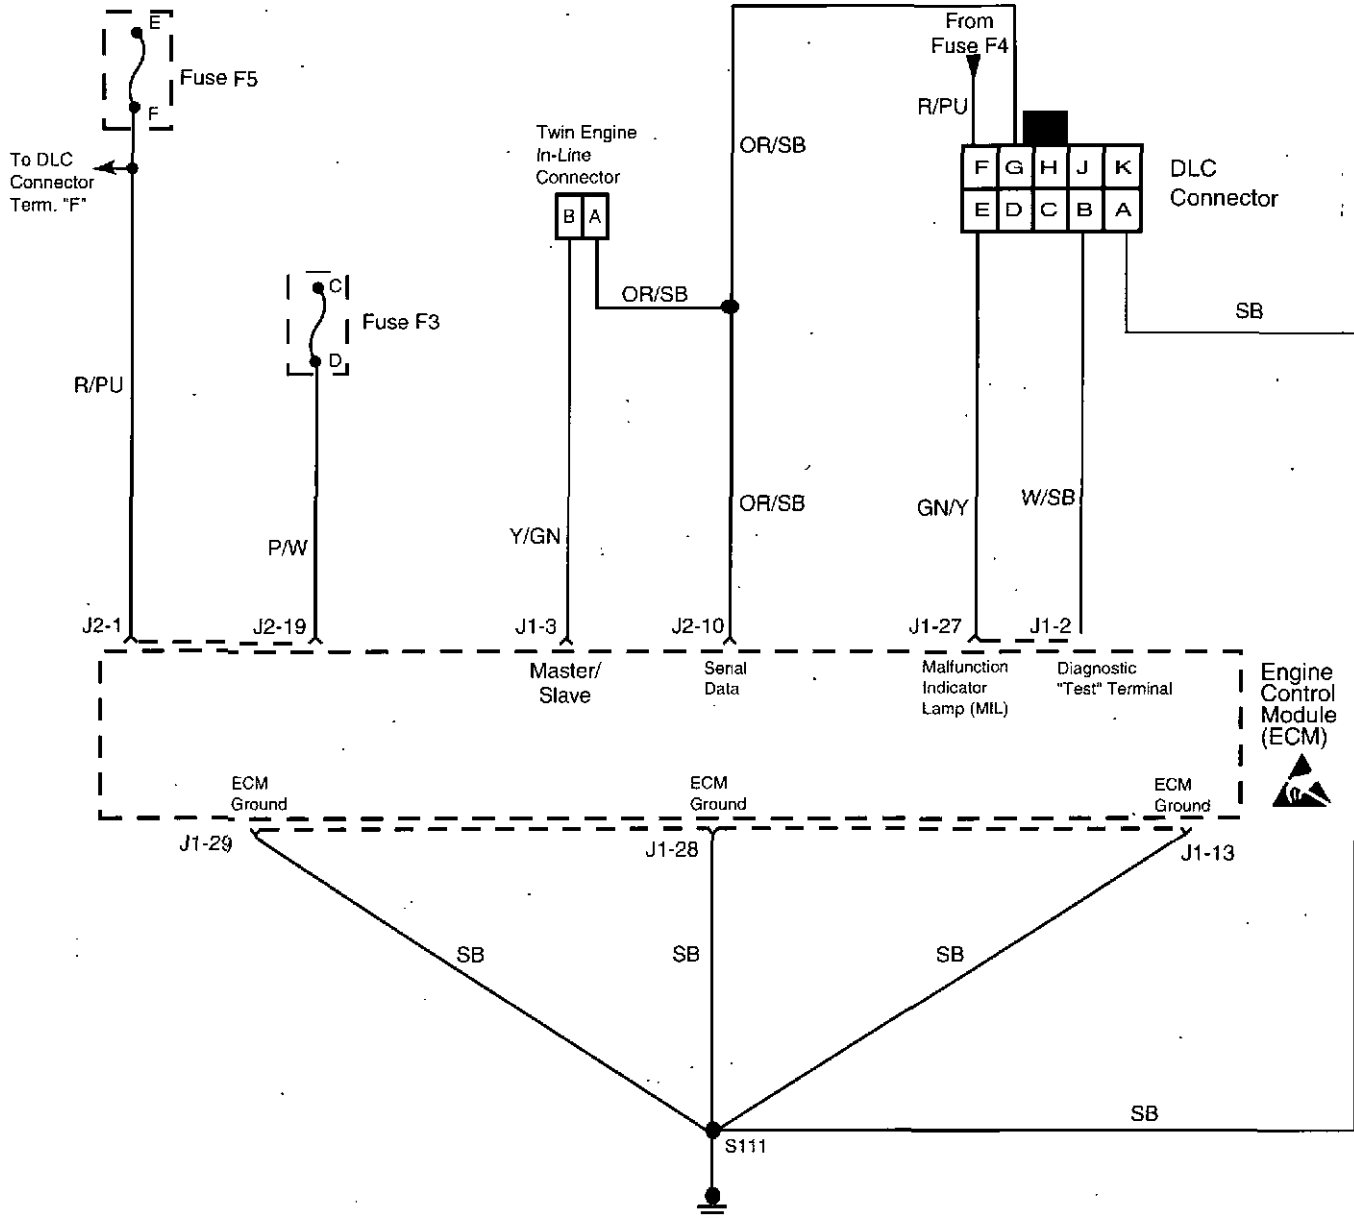 E
Fuse F5
F
To DLC
Connector
Term. "F"
C
Fuse F3
D
R/PU
P/W
Twin Engine
In-Line
Connector
B A
OR/SB
OR/SB
OR/SB
Y/GN
From
Fuse F4
R/PU
F G H J K
E D C B A
DLC
Connector
SB
GN/Y
W/SB
J2-1
J2-19
J1-3
J2-10
J1-27
J1-2
Master/
Slave
Serial
Data
Malfunction
Indicator
Lamp (MIL)
Diagnostic
"Test" Terminal
Engine
Control
Module
(ECM)
ECM
Ground
ECM
Ground
ECM
Ground
J1-29
J1-28
J1-13
SB
SB
SB
SB
S111